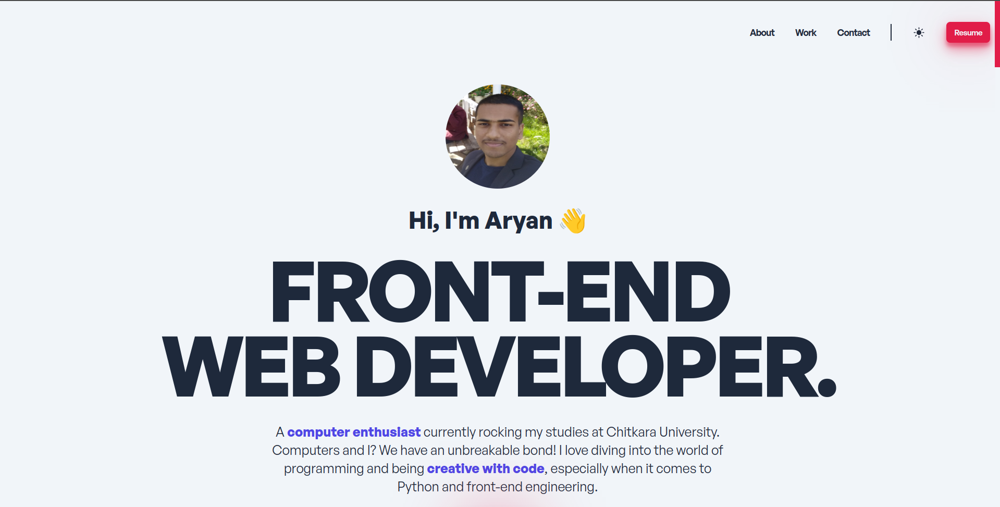 About Work Contact Resume
Hi, I'm Aryan 👋
FRONT-END
WEB DEVELOPER.
A computer enthusiast currently rocking my studies at Chitkara University.
Computers and I? We have an unbreakable bond! I love diving into the world of
programming and being creative with code, especially when it comes to
Python and front-end engineering.